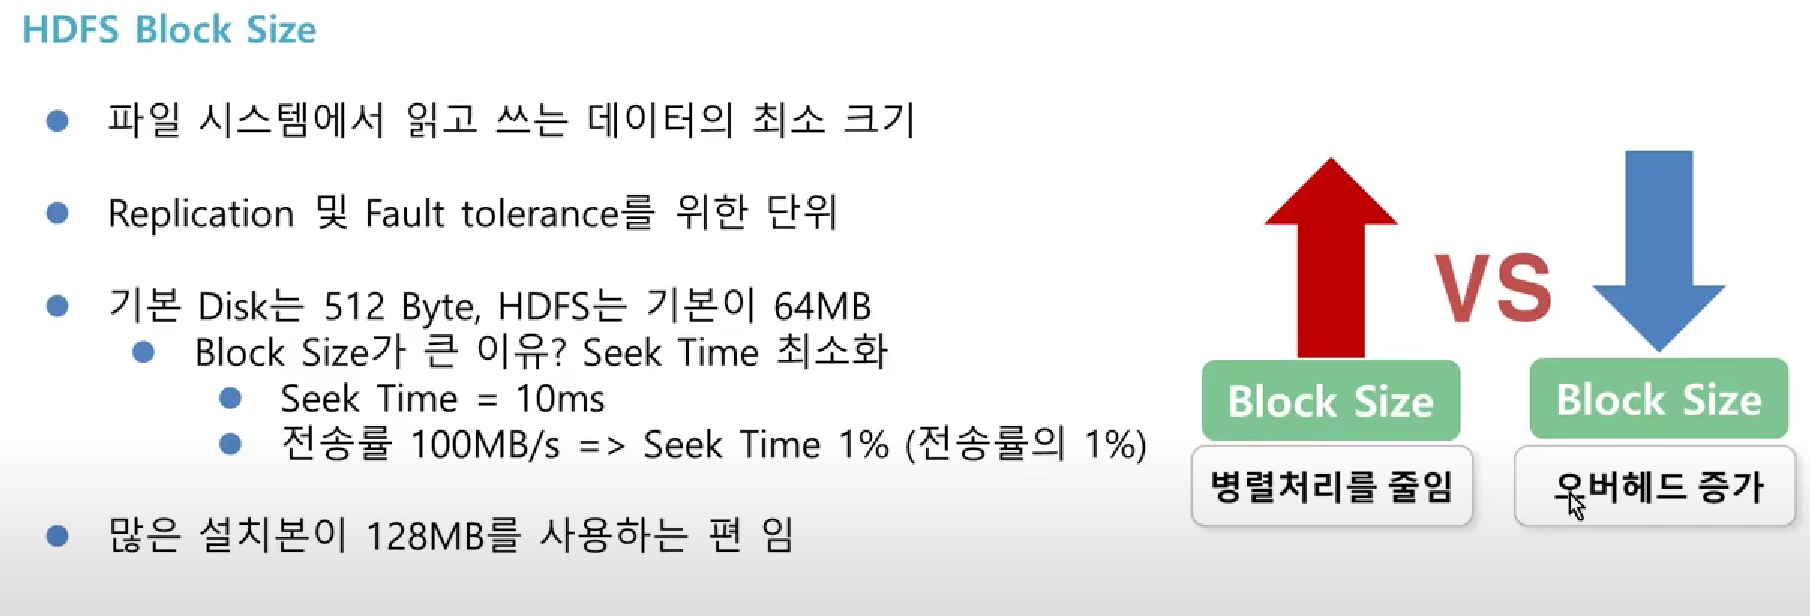 HDFS Block Size
파일 시스템에서 읽고 쓰는 데이터의 최소 크기
Replication 및 Fault tolerance를 위한 단위
기본 Disk는 512 Byte, HDFS는 기본이 64MB
Block Size가 큰 이유? Seek Time 최소화
Seek Time = 10ms
전송률 100MB/s => Seek Time 1% (전송률의 1%)
많은 설치본이 128MB를 사용하는 편 임
VS
Block Size
병렬처리를 줄임
Block Size
오버헤드 증가